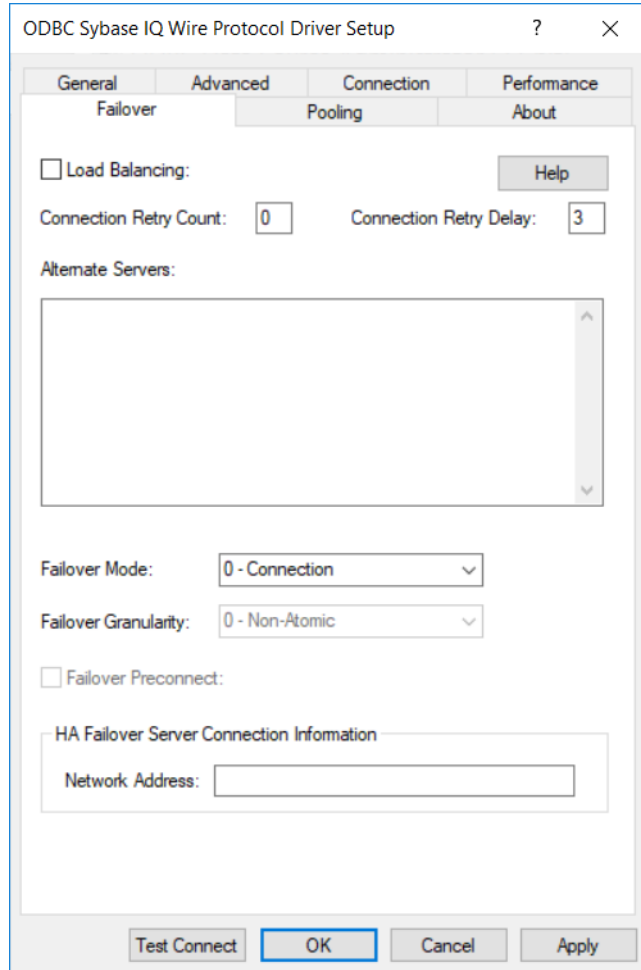 ODBC Sybase IQ Wire Protocol Driver Setup ?
General Advanced Connection Performance
Failover Pooling About
Load Balancing: Help
Connection Retry Count: 0 Connection Retry Delay: 3
Alternate Servers:
Failover Mode: 0 - Connection
Failover Granularity: 0 - Non-Atomic
Failover Preconnect:
HA Failover Server Connection Information
Network Address:
Test Connect OK Cancel Apply